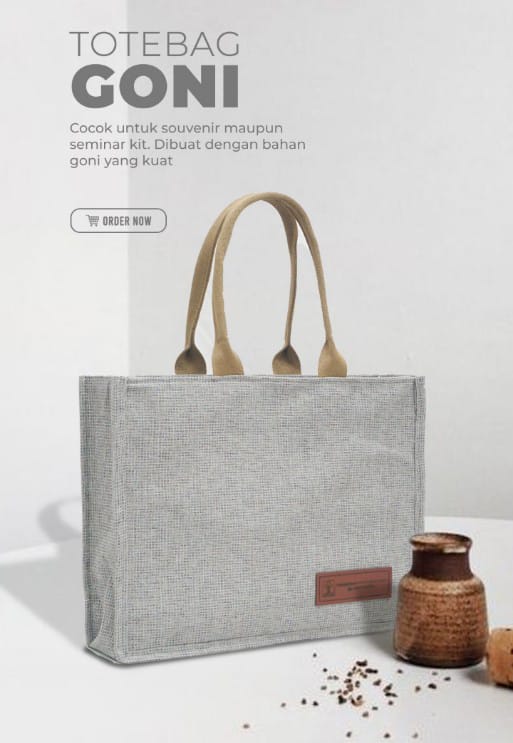 TOTEBAG
GONI
Cocok untuk souvenir maupun
seminar kit. Dibuat dengan bahan
goni yang kuat
ORDER NOW